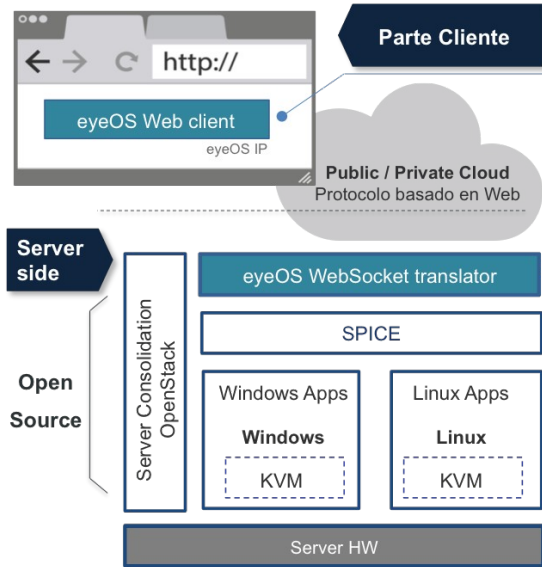 http://
Parte Cliente
eyeOS Web client
eyeOS IP
Public / Private Cloud
Protocolo basado en Web
Server
side
eyeOS WebSocket translator
Server Consolidation
OpenStack
SPICE
Open
Source
Windows Apps
Windows
KVM
Linux Apps
Linux
KVM
Server HW